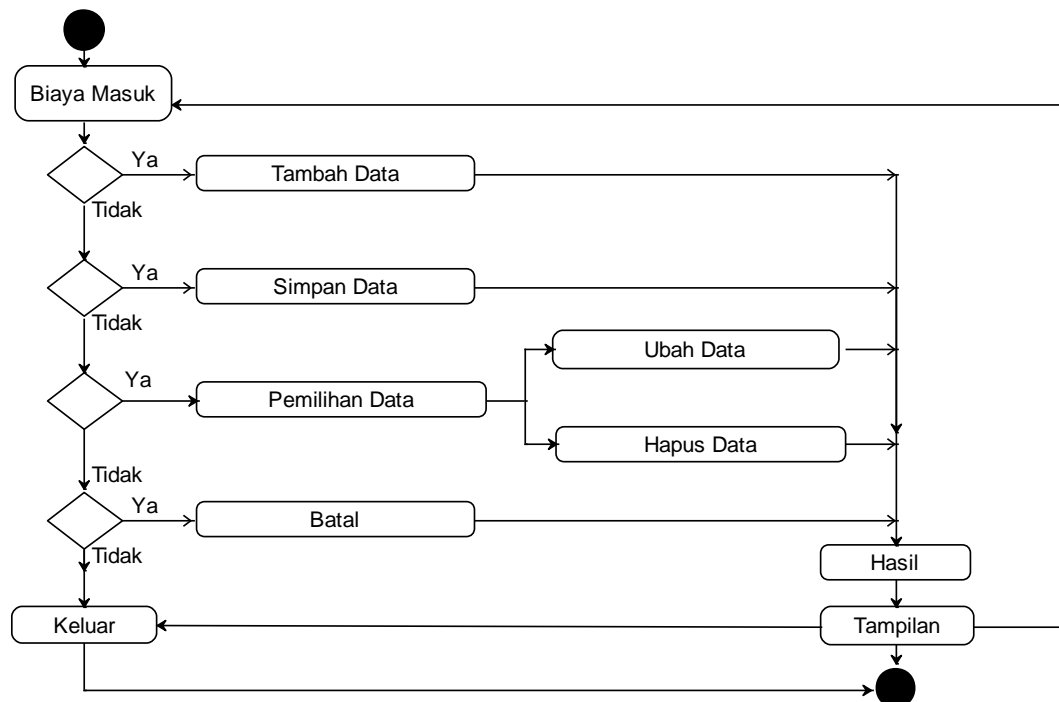 Biaya Masuk
Ya
Tambah Data
Tidak
Ya
Simpan Data
Tidak
Ubah Data
Ya
Pemilihan Data
Hapus Data
Tidak
Ya
Batal
Tidak
Hasil
Keluar
Tampilan